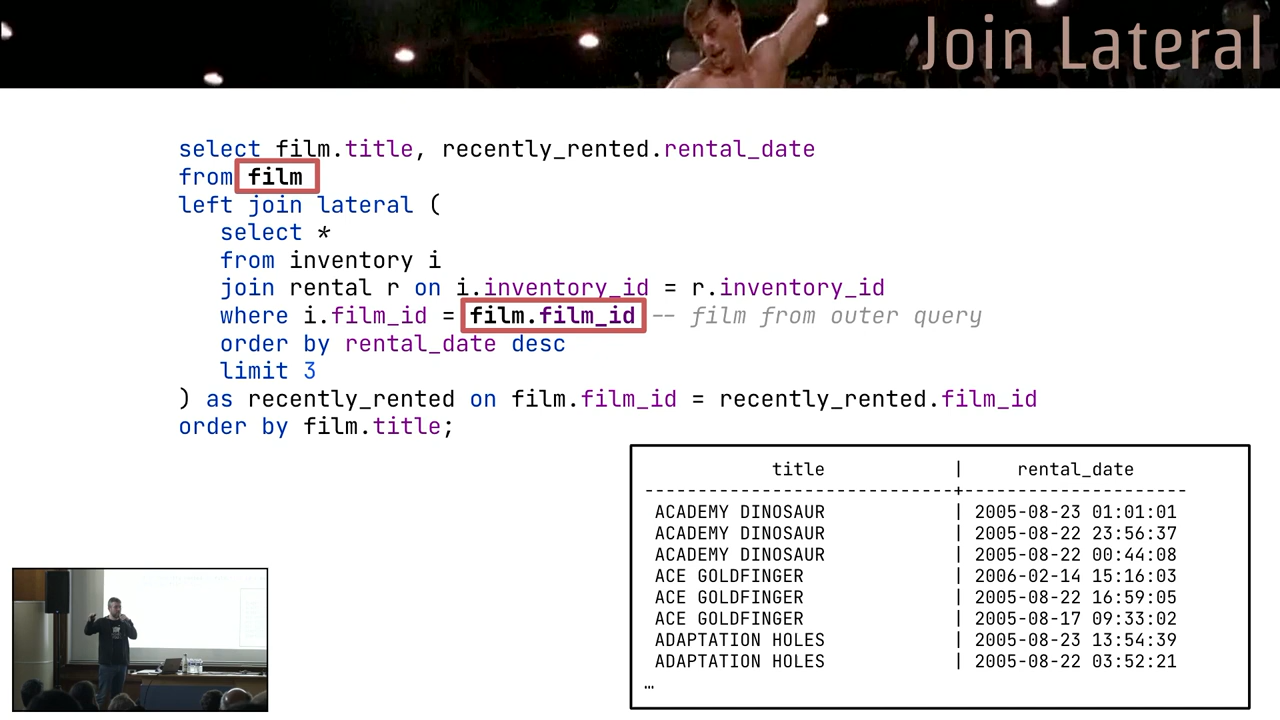 Join Lateral
select film.title, recently_rented.rental_date
from film
left join lateral (
select *
from inventory i
join rental r on i.inventory_id = r.inventory_id
where i.film_id = film.film_id -- film from outer query
order by rental_date desc
limit 3
) as recently_rented on film.film_id = recently_rented.film_id
order by film.title;
title | rental_date
-----------------------------+---------------------
ACADEMY DINOSAUR | 2005-08-23 01:01:01
ACADEMY DINOSAUR | 2005-08-22 23:56:37
ACADEMY DINOSAUR | 2005-08-22 00:44:08
ACE GOLDFINGER | 2006-02-14 15:16:03
ACE GOLDFINGER | 2005-08-22 16:59:05
ACE GOLDFINGER | 2005-08-17 09:33:02
ADAPTATION HOLES | 2005-08-23 13:54:39
ADAPTATION HOLES | 2005-08-22 03:52:21
…